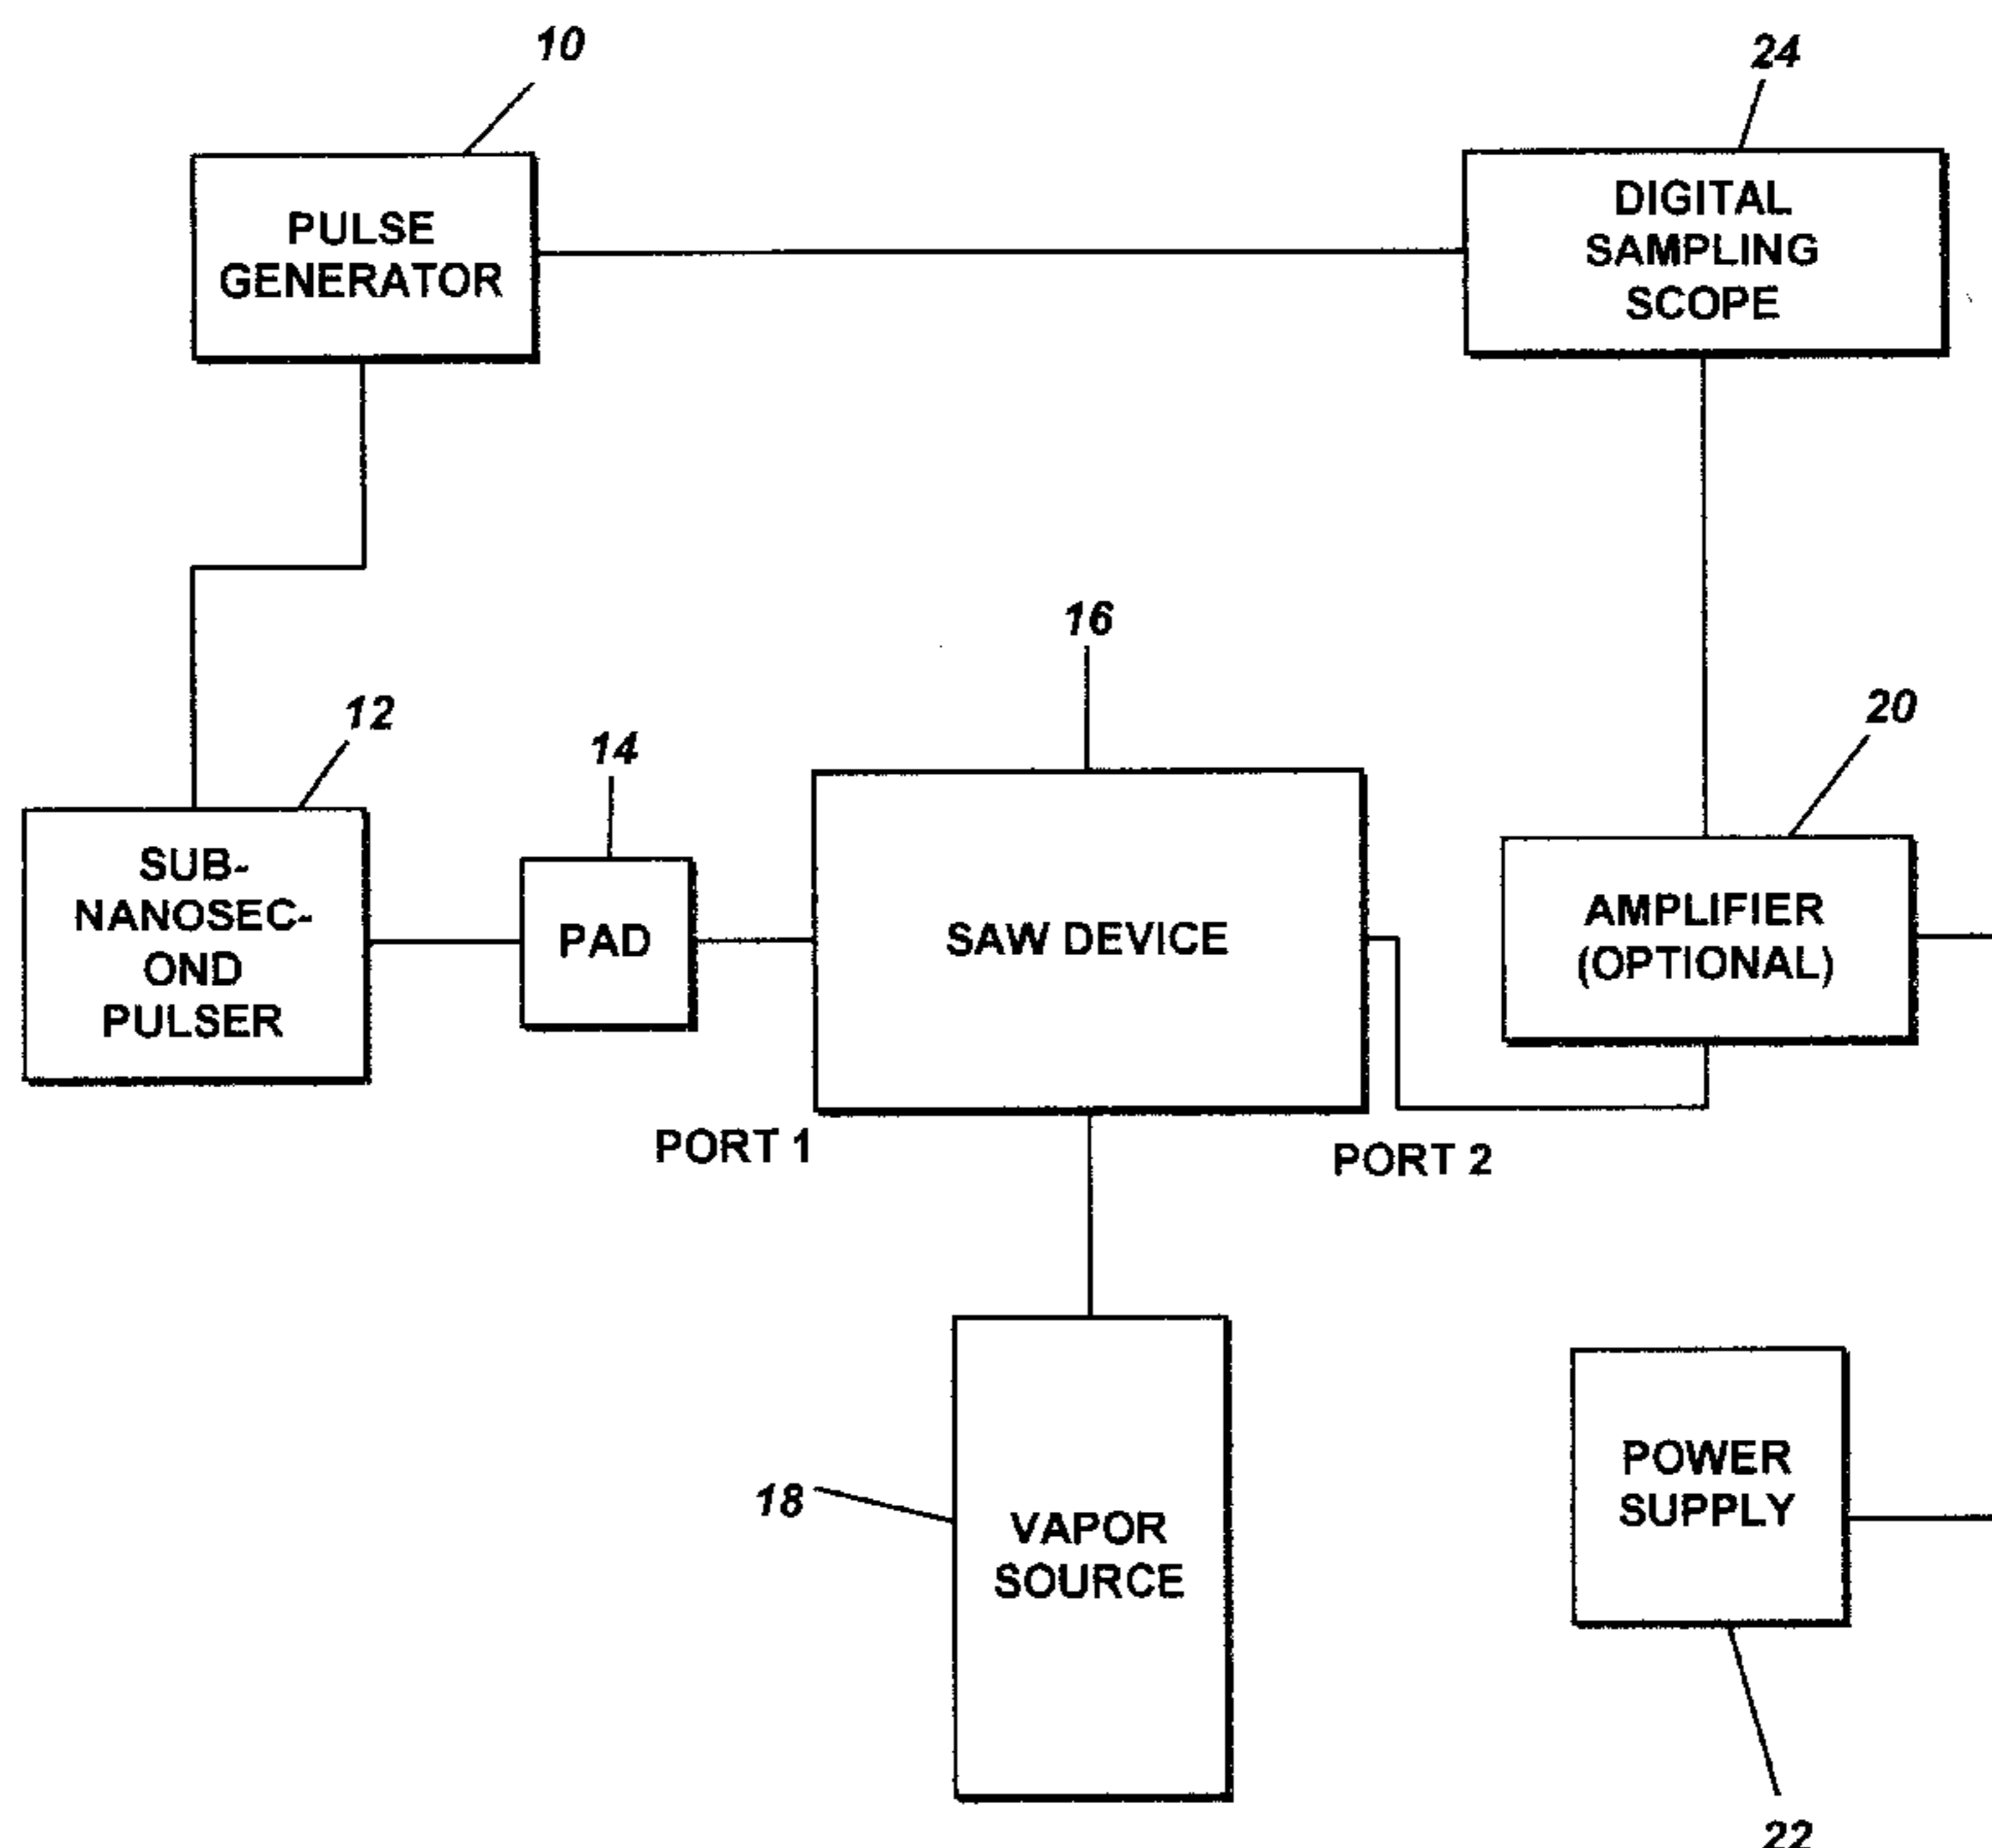 10
24
PULSE
GENERATOR
DIGITAL
SAMPLING
SCOPE
16
12
14
20
SUB-
NANOSEC-
OND
PULSER
PAD
SAW DEVICE
AMPLIFIER
(OPTIONAL)
PORT 1
PORT 2
18
VAPOR
SOURCE
POWER
SUPPLY
22